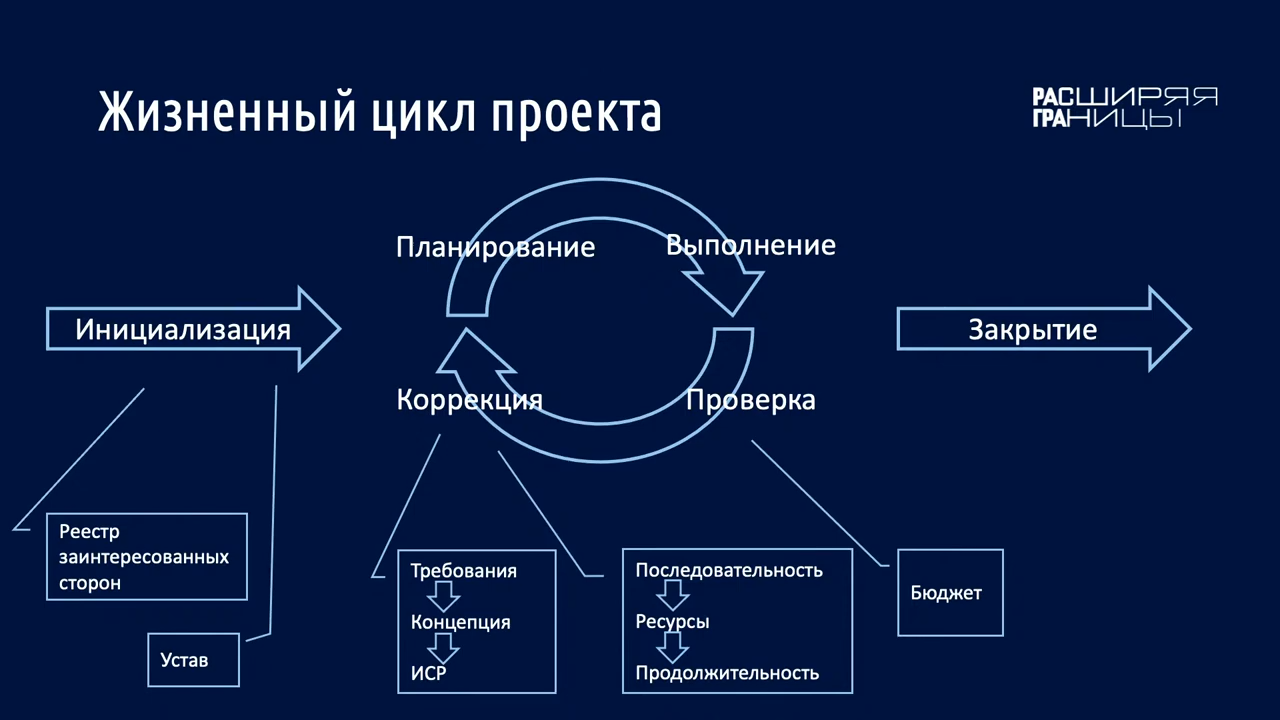 Жизненный цикл проекта
РАСШИРЯЯ
ГРАНИЦЫ
Планирование
Выполнение
Инициализация
Закрытие
Коррекция
Проверка
Реестр
заинтересованных
сторон
Устав
Требования
Концепция
ИСР
Последовательность
Ресурсы
Продолжительность
Бюджет